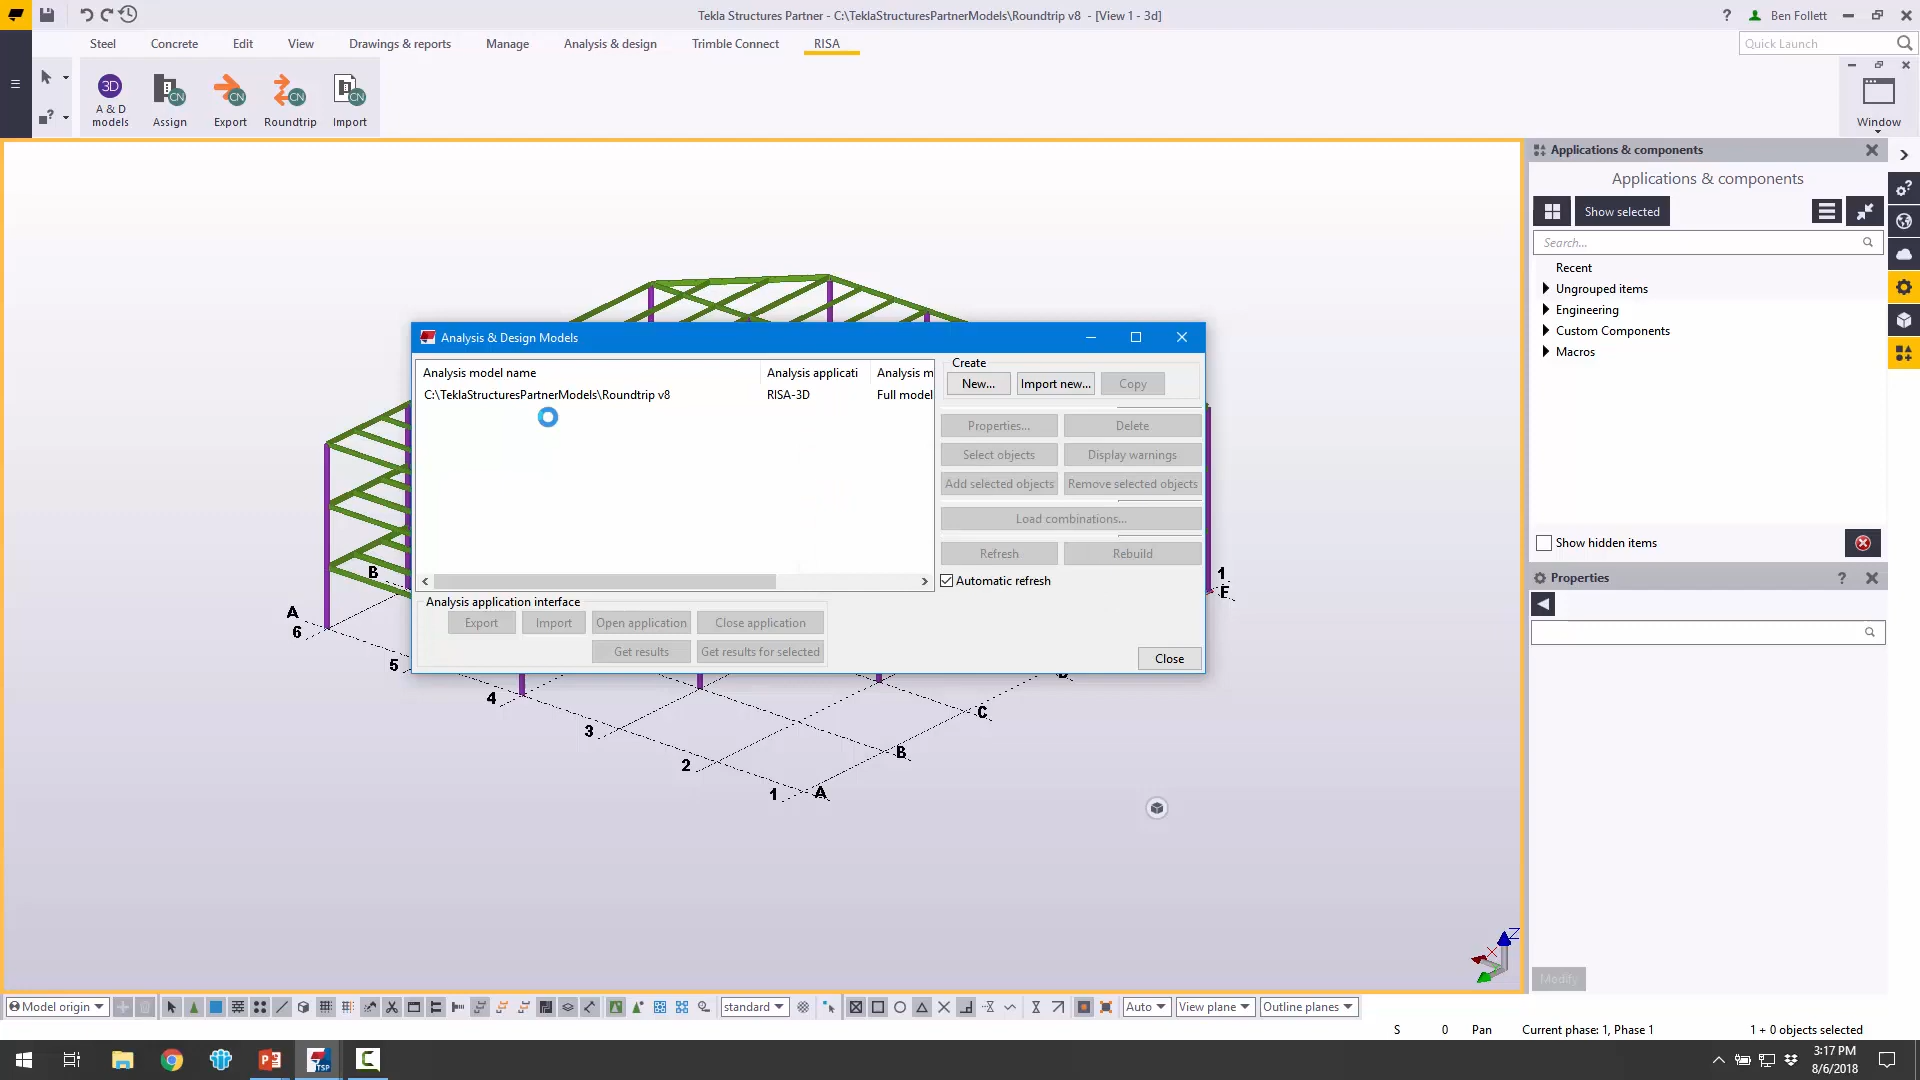 Tekla Structures Partner - C:\TeklaStructuresPartnerModels\Roundtrip v8 - [View 1 - 3d]
? Ben Follett
Steel Concrete Edit View Drawings & reports Manage Analysis & design Trimble Connect RISA
Quick Launch
3D CN CN CN CN
A & D models Assign Export Roundtrip Import
Window
Applications & components
Applications & components
Show selected
Search...
Recent
Ungrouped items
Engineering
Custom Components
Macros
Show hidden items
Properties ?
Modify
Analysis & Design Models
Analysis model name Analysis applicati Analysis m
C:\TeklaStructuresPartnerModels\Roundtrip v8 RISA-3D Full model
Create
New... Import new... Copy
Properties... Delete
Select objects Display warnings
Add selected objects Remove selected objects
Load combinations...
Refresh Rebuild
Automatic refresh
Analysis application interface
Export Import Open application Close application
Get results Get results for selected
Close
B
A
6
5
4
3
2
1
A
B
C
D
1
E
Z
X
Model origin standard Auto View plane Outline planes
S 0 Pan Current phase: 1, Phase 1 1 + 0 objects selected
TSP
3:17 PM
8/6/2018